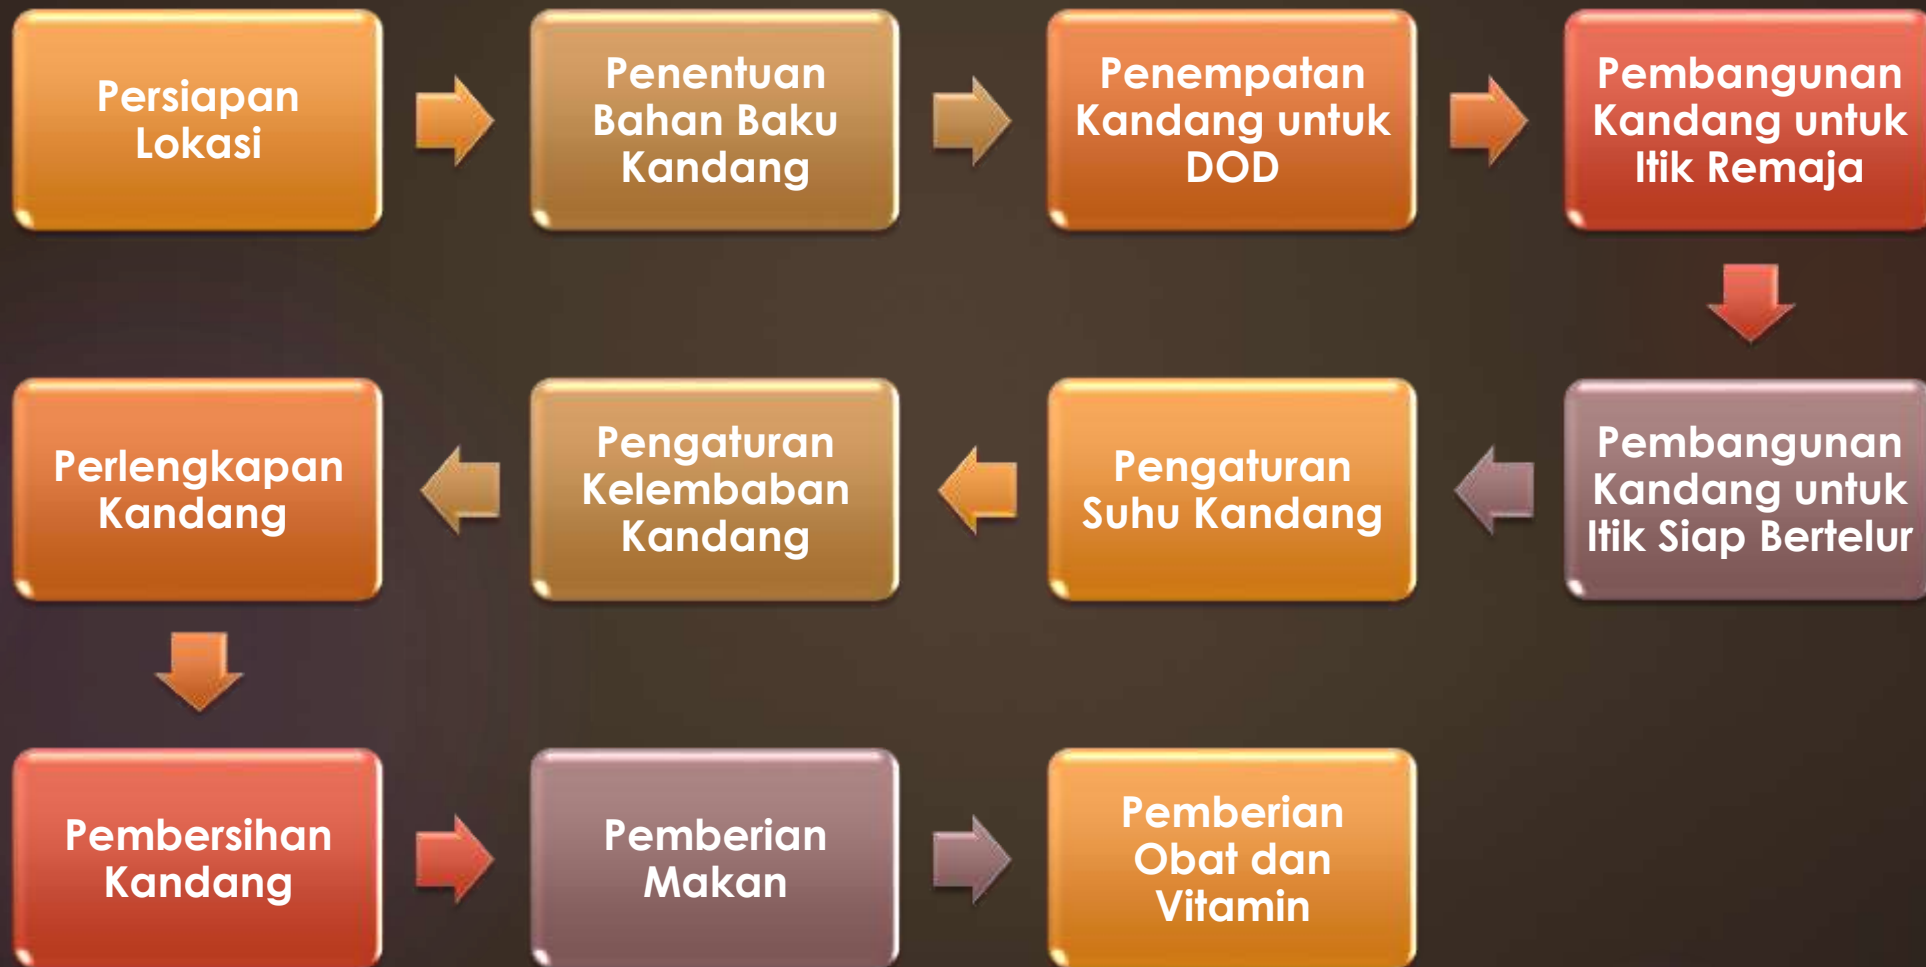 Persiapan
Lokasi
Penentuan
Bahan Baku
Kandang
Penempatan
Kandang untuk
DOD
Pembangunan
Kandang untuk
Itik Remaja
Pembangunan
Kandang untuk
Itik Siap Bertelur
Pengaturan
Suhu Kandang
Pengaturan
Kelembaban
Kandang
Perlengkapan
Kandang
Pembersihan
Kandang
Pemberian
Makan
Pemberian
Obat dan
Vitamin